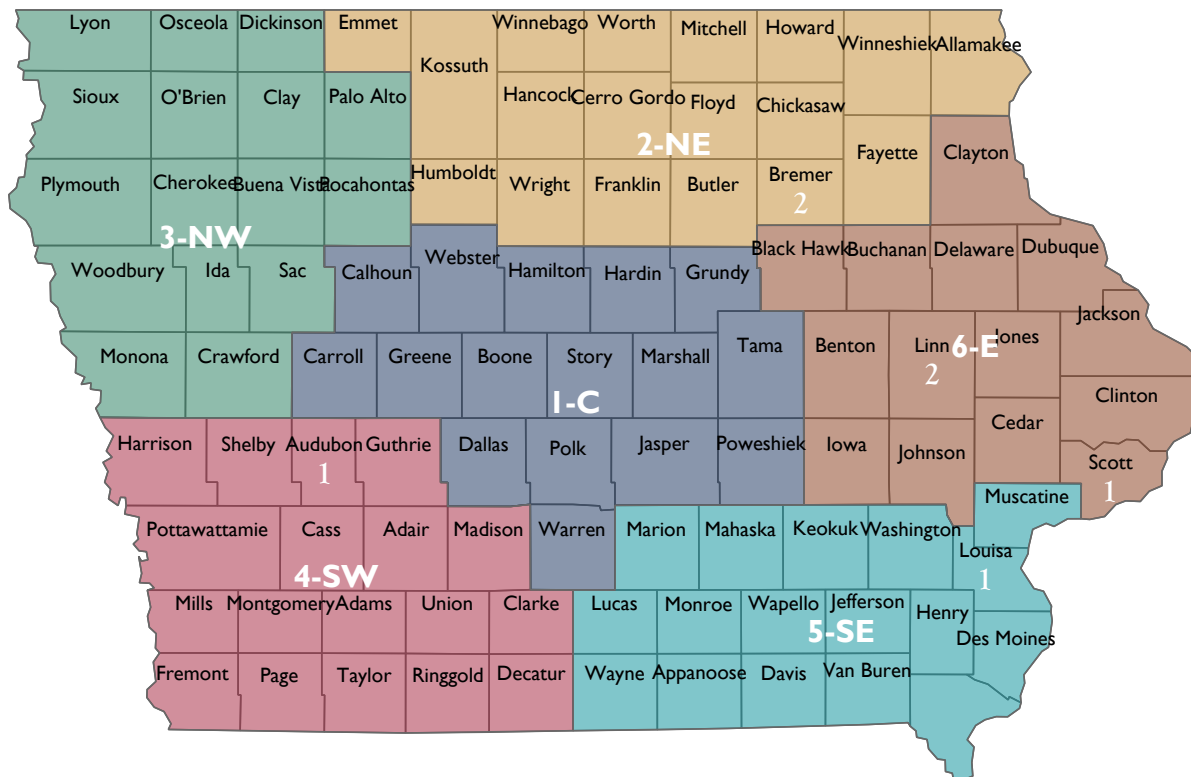 Lyon Osceola Dickinson Emmet Winnebago Worth Mitchell Howard Winneshiek Allamakee
Kossuth
Sioux O'Brien Clay Palo Alto Hancock Cerro Gordo Floyd Chickasaw
2-NE
Fayette Clayton
Plymouth Cherokee Buena Vista Pocahontas Humboldt Wright Franklin Butler Bremer
2
3-NW
Woodbury Ida Sac Calhoun Webster Hamilton Hardin Grundy Black Hawk Buchanan Delaware Dubuque
Jackson
Monona Crawford Carroll Greene Boone Story Marshall Tama Benton Linn 6-E Jones
2
1-C
Clinton
Cedar
Harrison Shelby Audubon Guthrie Dallas Polk Jasper Poweshiek Iowa Johnson
1
Scott
1
Muscatine
Pottawattamie Cass Adair Madison Warren Marion Mahaska Keokuk Washington
Louisa
1
4-SW
Mills Montgomery Adams Union Clarke Lucas Monroe Wapello Jefferson Henry
5-SE
Des Moines
Fremont Page Taylor Ringgold Decatur Wayne Appanoose Davis Van Buren